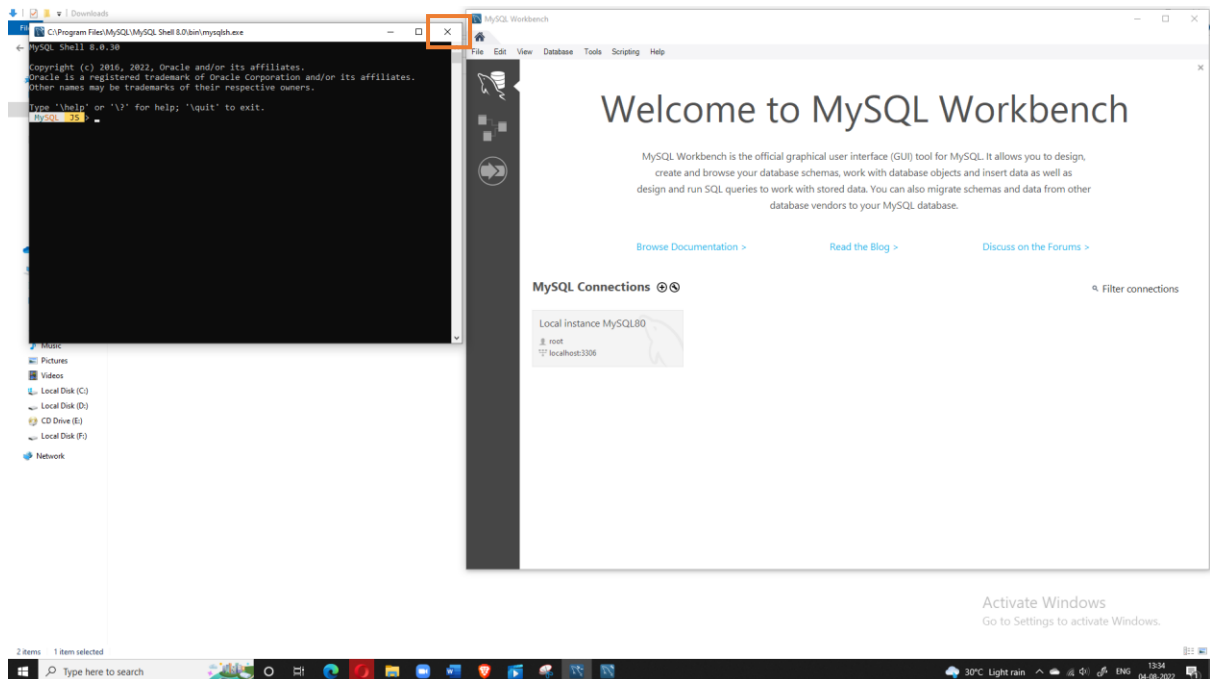 Downloads
C:\Program Files\MySQL\MySQL Shell 8.0\bin\mysqlsh.exe
MySQL Shell 8.0.30
Copyright (c) 2016, 2022, Oracle and/or its affiliates.
Oracle is a registered trademark of Oracle Corporation and/or its affiliates.
Other names may be trademarks of their respective owners.
Type '\help' or '\?' for help; '\quit' to exit.
MySQL JS >
Music
Pictures
Videos
Local Disk (C:)
Local Disk (D:)
CD Drive (E:)
Local Disk (F:)
Network
2 items 1 item selected
MySQL Workbench
File Edit View Database Tools Scripting Help
Welcome to MySQL Workbench
MySQL Workbench is the official graphical user interface (GUI) tool for MySQL. It allows you to design,
create and browse your database schemas, work with database objects and insert data as well as
design and run SQL queries to work with stored data. You can also migrate schemas and data from other
database vendors to your MySQL database.
Browse Documentation > Read the Blog > Discuss on the Forums >
MySQL Connections
Filter connections
Local instance MySQL80
root
localhost:3306
Activate Windows
Go to Settings to activate Windows.
Type here to search
30°C Light rain
ENG
13:34
04-08-2022